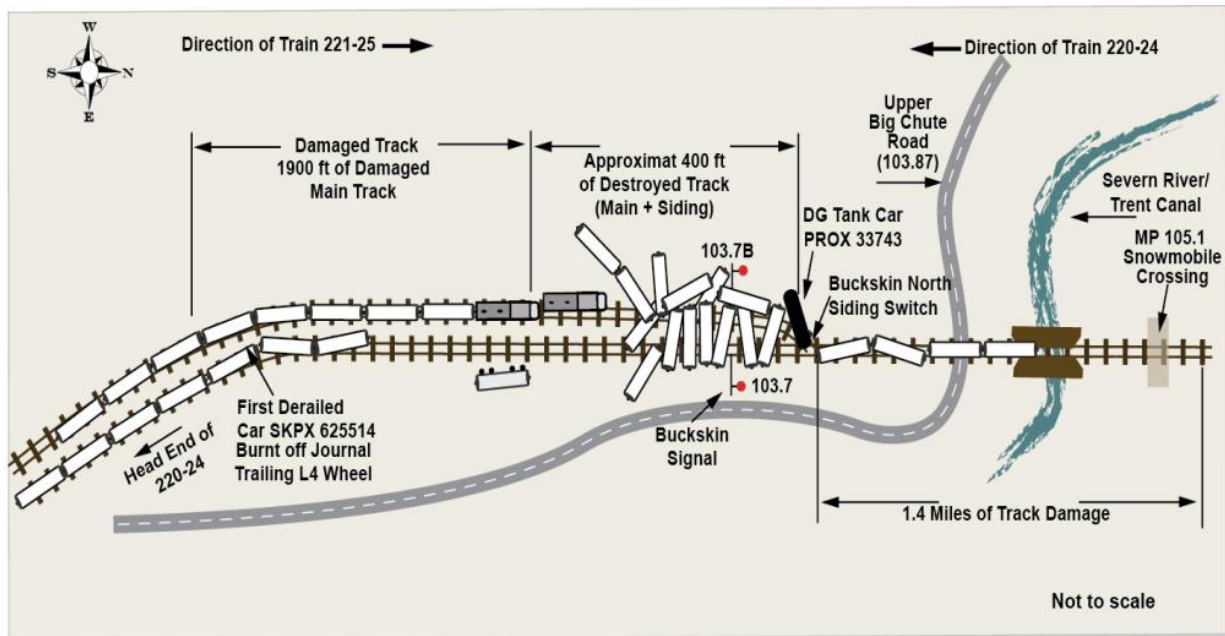 W
S
N
E
Direction of Train 221-25
Direction of Train 220-24
Damaged Track
1900 ft of Damaged
Main Track
Approximat 400 ft
of Destroyed Track
(Main + Siding)
Upper
Big Chute
Road
(103.87)
Severn River/
Trent Canal
DG Tank Car
PROX 33743
MP 105.1
Snowmobile
Crossing
103.7B
Buckskin North
Siding Switch
First Derailed
Car SKPX 625514
Burnt off Journal
Trailing L4 Wheel
Head End of
220-24
103.7
Buckskin
Signal
1.4 Miles of Track Damage
Not to scale